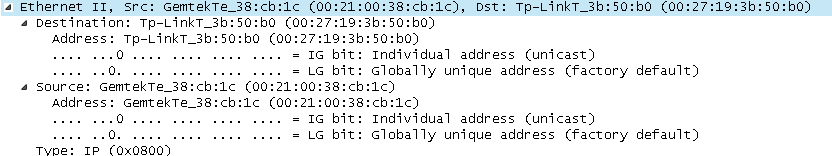 Ethernet II, Src: GemtekTe_38:cb:1c (00:21:00:38:cb:1c), Dst: Tp-LinkT_3b:50:b0 (00:27:19:3b:50:b0)
Destination: Tp-LinkT_3b:50:b0 (00:27:19:3b:50:b0)
Address: Tp-LinkT_3b:50:b0 (00:27:19:3b:50:b0)
.... ...0 .... .... .... .... = IG bit: Individual address (unicast)
.... ..0. .... .... .... .... = LG bit: Globally unique address (factory default)
Source: GemtekTe_38:cb:1c (00:21:00:38:cb:1c)
Address: GemtekTe_38:cb:1c (00:21:00:38:cb:1c)
.... ...0 .... .... .... .... = IG bit: Individual address (unicast)
.... ..0. .... .... .... .... = LG bit: Globally unique address (factory default)
Type: IP (0x0800)